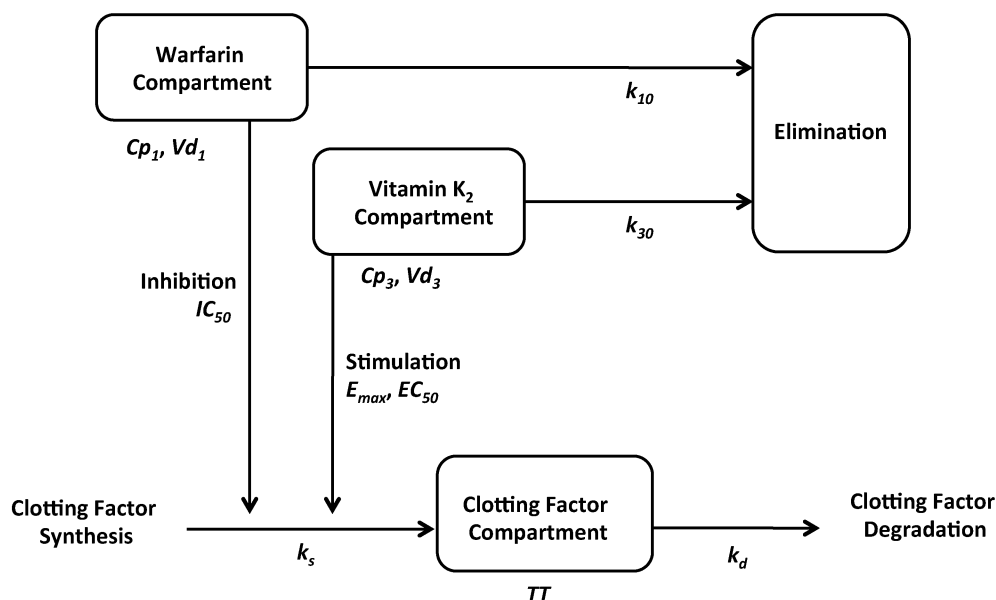 Warfarin
Compartment
k10
Elimination
Cp1, Vd1
Vitamin K2
Compartment
k30
Cp3, Vd3
Inhibition
IC50
Stimulation
Emax, EC50
Clotting Factor
Synthesis
ks
Clotting Factor
Compartment
kd
Clotting Factor
Degradation
TT